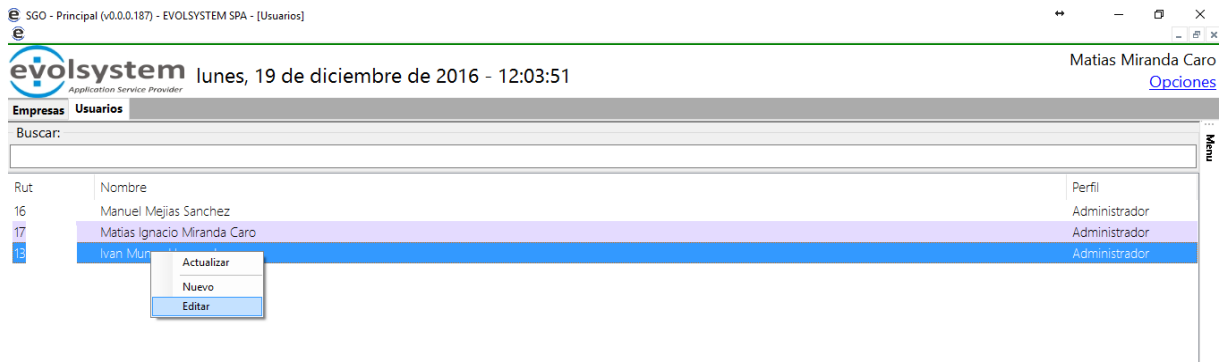 SGO - Principal (v0.0.0.187) - EVOLSYSTEM SPA - [Usuarios]
evolsystem lunes, 19 de diciembre de 2016 - 12:03:51 Matias Miranda Caro
Application Service Provider Opciones
Empresas Usuarios
Buscar:
Menu
Rut Nombre Perfil
16 Manuel Mejias Sanchez Administrador
17 Matias Ignacio Miranda Caro Administrador
13 Ivan Administrador
Actualizar
Nuevo
Editar